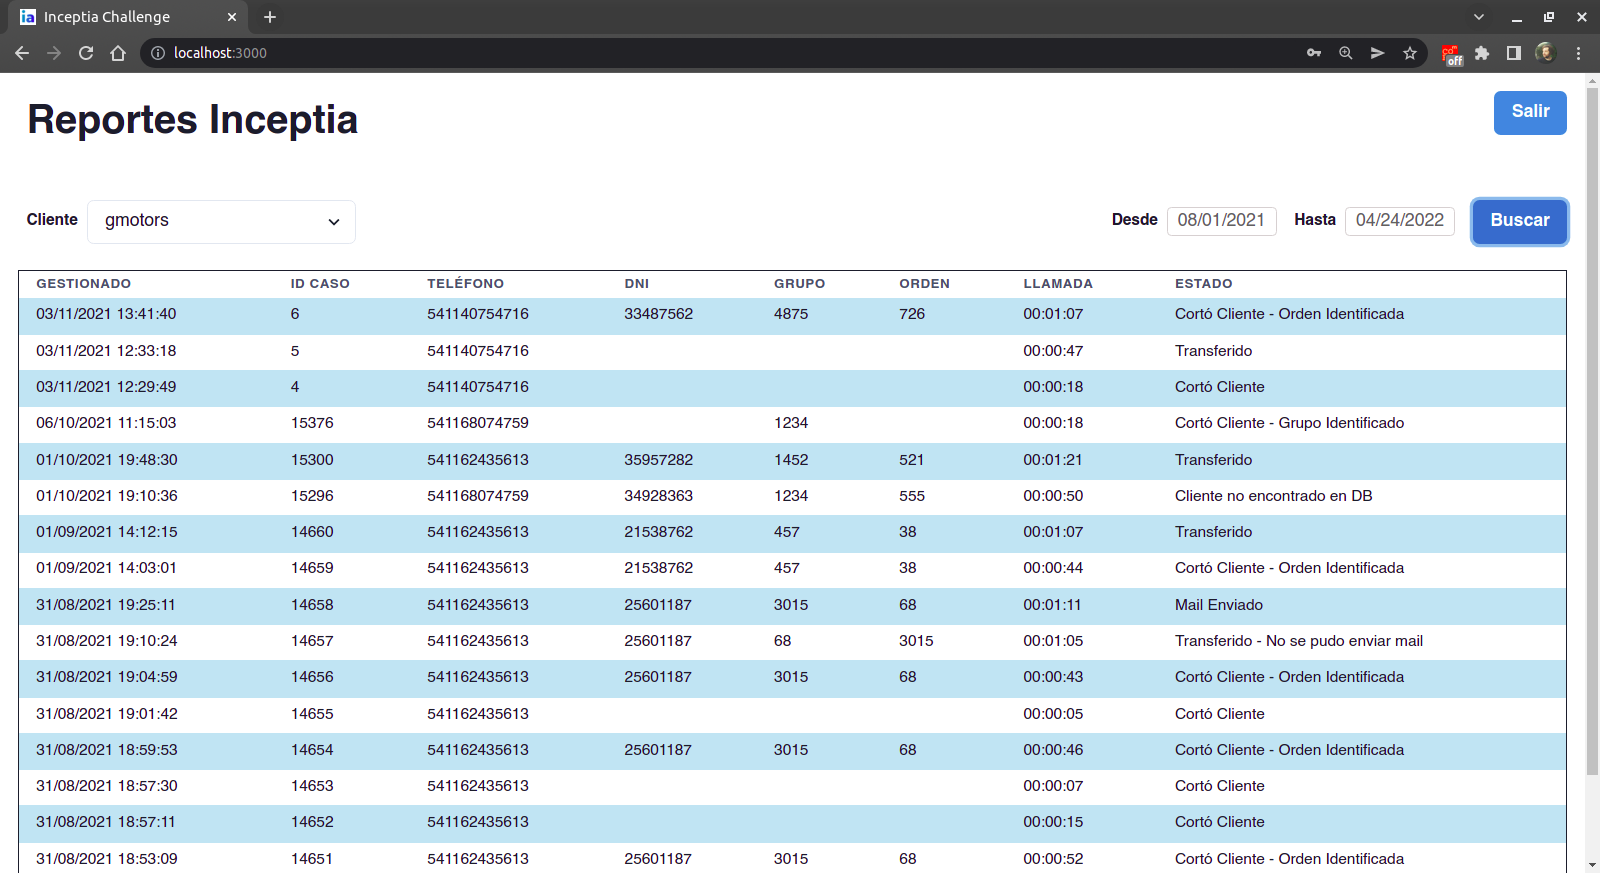 Inceptia Challenge
localhost:3000
off
Reportes Inceptia
Salir
Cliente gmotors Desde 08/01/2021 Hasta 04/24/2022 Buscar
GESTIONADO ID CASO TELÉFONO DNI GRUPO ORDEN LLAMADA ESTADO
03/11/2021 13:41:40 6 541140754716 33487562 4875 726 00:01:07 Cortó Cliente - Orden Identificada
03/11/2021 12:33:18 5 541140754716 00:00:47 Transferido
03/11/2021 12:29:49 4 541140754716 00:00:18 Cortó Cliente
06/10/2021 11:15:03 15376 541168074759 1234 00:00:18 Cortó Cliente - Grupo Identificado
01/10/2021 19:48:30 15300 541162435613 35957282 1452 521 00:01:21 Transferido
01/10/2021 19:10:36 15296 541168074759 34928363 1234 555 00:00:50 Cliente no encontrado en DB
01/09/2021 14:12:15 14660 541162435613 21538762 457 38 00:01:07 Transferido
01/09/2021 14:03:01 14659 541162435613 21538762 457 38 00:00:44 Cortó Cliente - Orden Identificada
31/08/2021 19:25:11 14658 541162435613 25601187 3015 68 00:01:11 Mail Enviado
31/08/2021 19:10:24 14657 541162435613 25601187 68 3015 00:01:05 Transferido - No se pudo enviar mail
31/08/2021 19:04:59 14656 541162435613 25601187 3015 68 00:00:43 Cortó Cliente - Orden Identificada
31/08/2021 19:01:42 14655 541162435613 00:00:05 Cortó Cliente
31/08/2021 18:59:53 14654 541162435613 25601187 3015 68 00:00:46 Cortó Cliente - Orden Identificada
31/08/2021 18:57:30 14653 541162435613 00:00:07 Cortó Cliente
31/08/2021 18:57:11 14652 541162435613 00:00:15 Cortó Cliente
31/08/2021 18:53:09 14651 541162435613 25601187 3015 68 00:00:52 Cortó Cliente - Orden Identificada